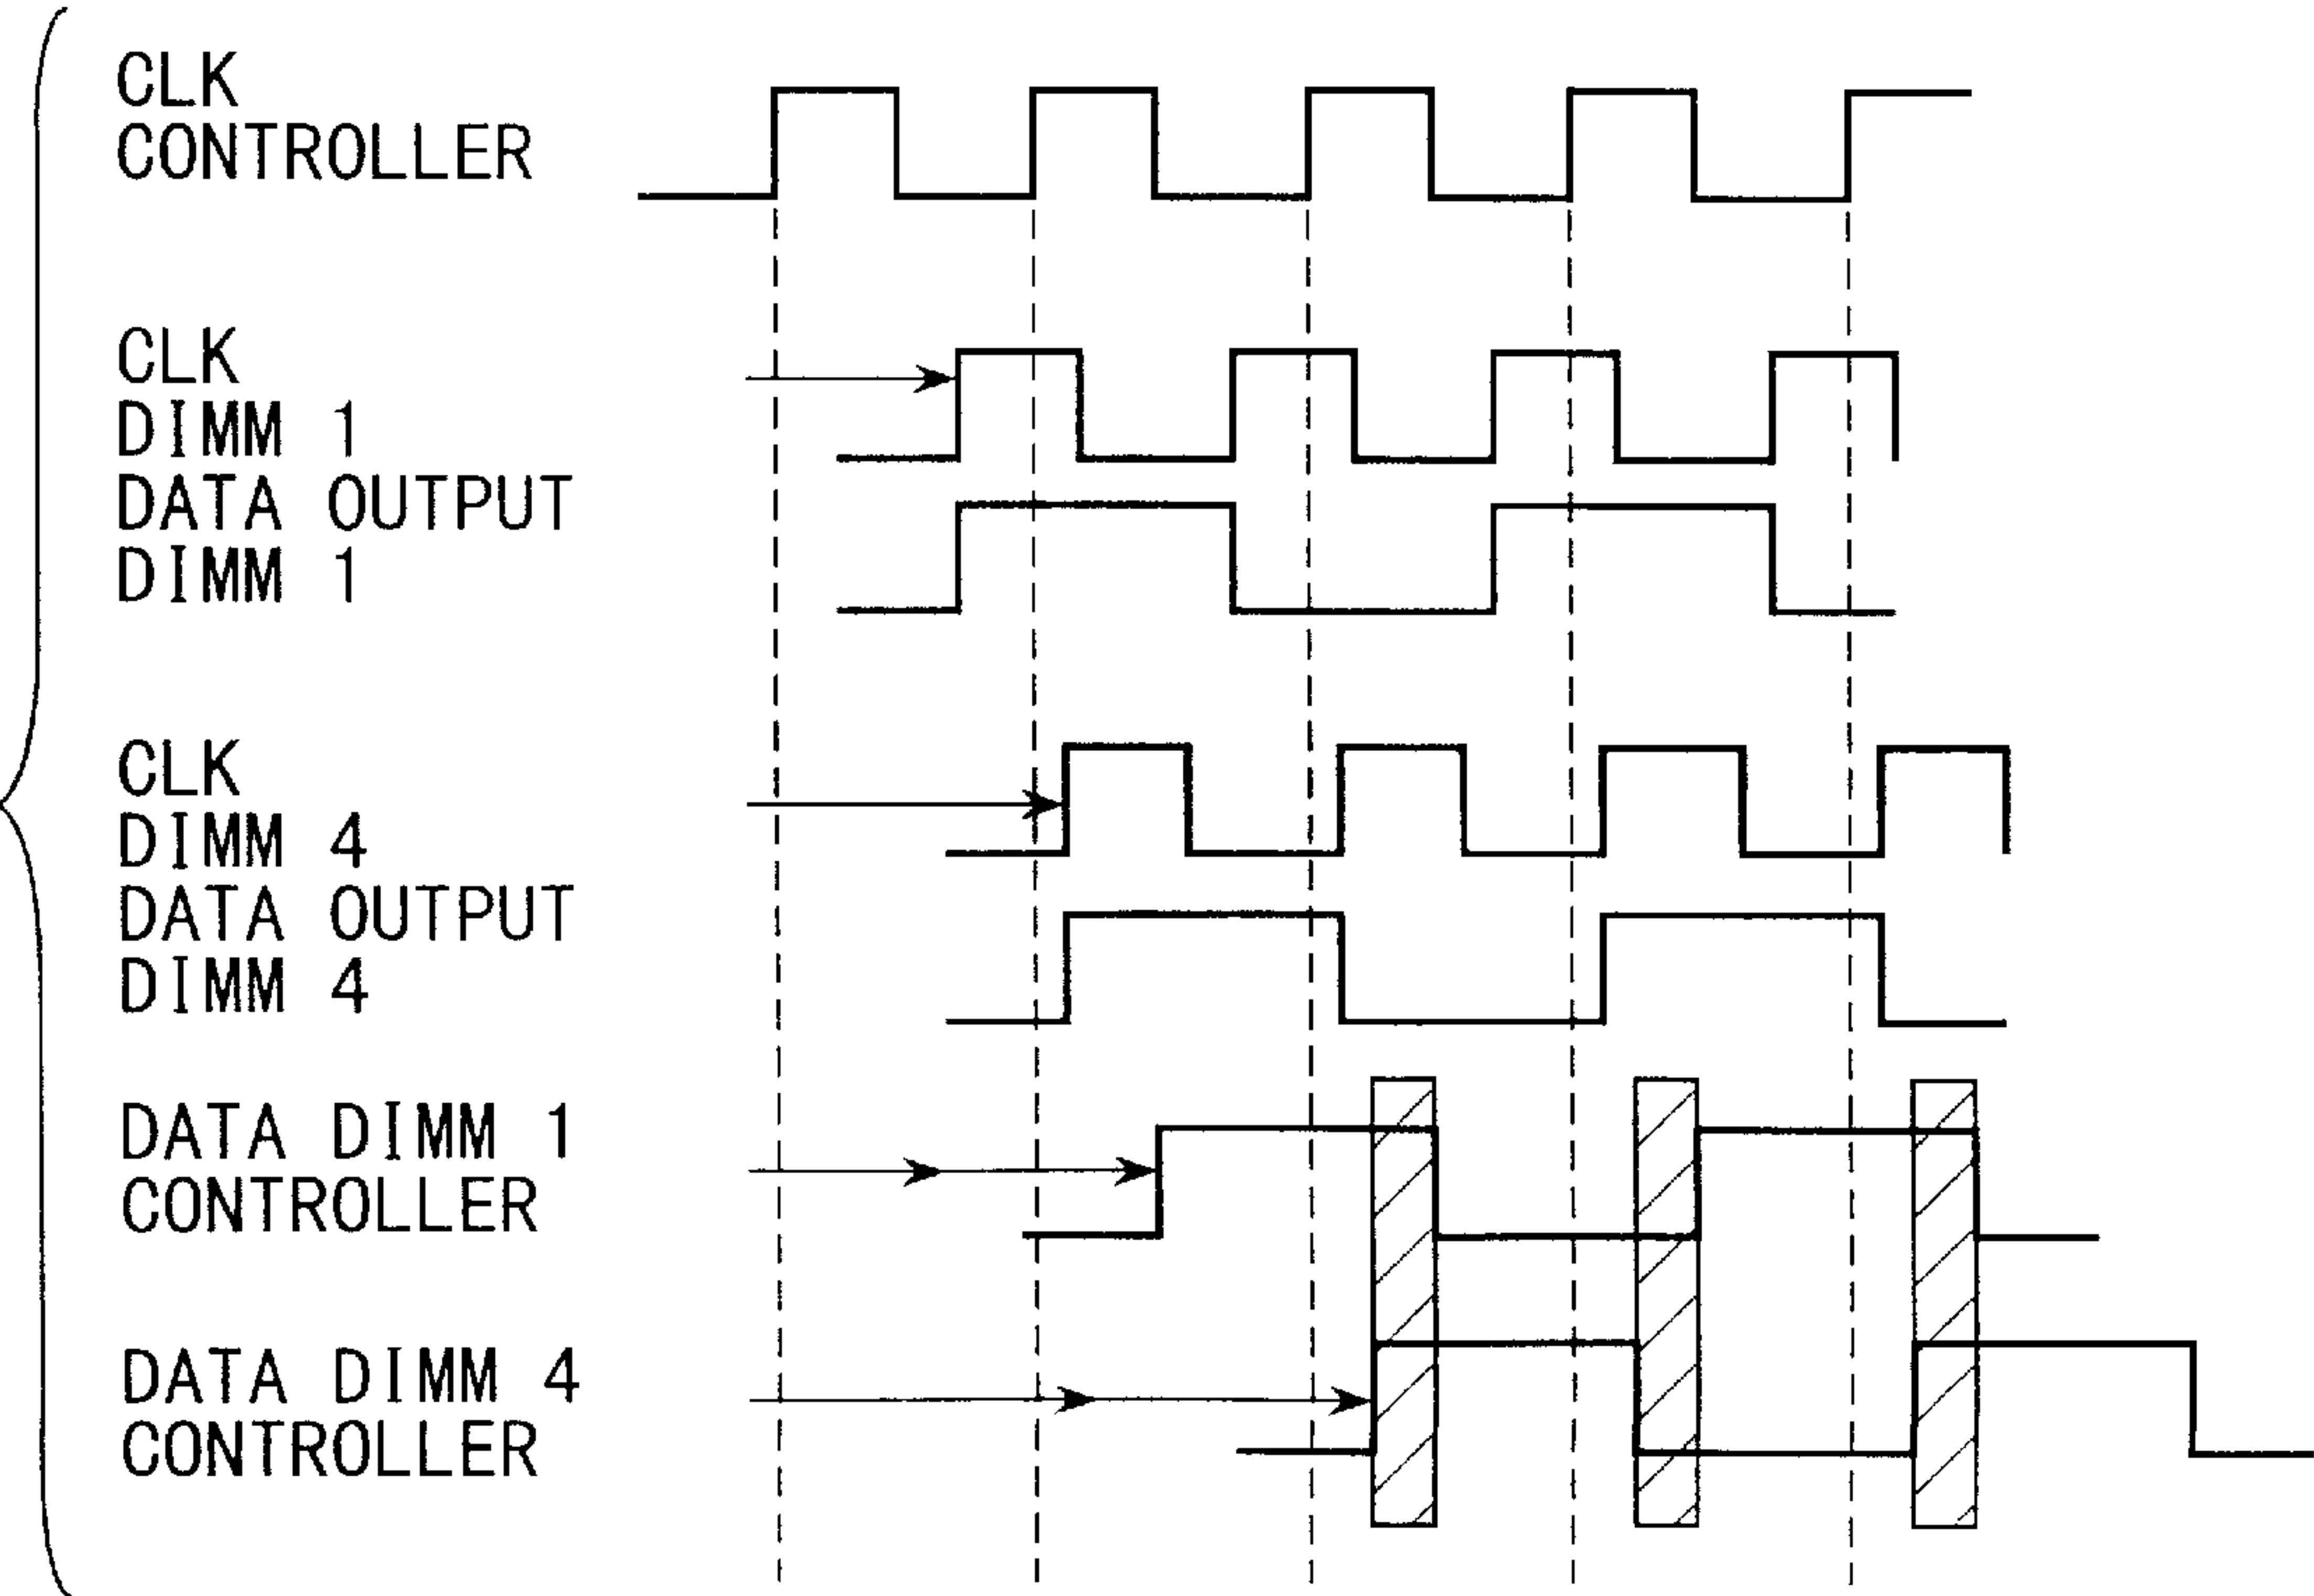 CLK
CONTROLLER
CLK
DIMM 1
DATA OUTPUT
DIMM 1
CLK
DIMM 4
DATA OUTPUT
DIMM 4
DATA DIMM 1
CONTROLLER
DATA DIMM 4
CONTROLLER